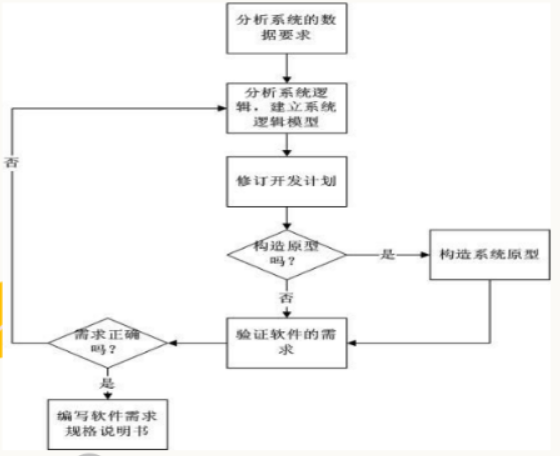 分析系统的数
据要求
分析系统逻
辑，建立系统
逻辑模型
否
修订开发计划
构造原型
吗？
是
构造系统原型
否
需求正确
吗？
验证软件的需
求
是
编写软件需求
规格说明书